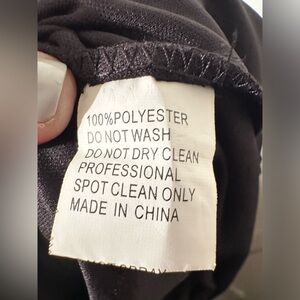 100%POLYESTER
DO NOT WASH
DO NOT DRY CLEAN
PROFESSIONAL
SPOT CLEAN ONLY
MADE IN CHINA